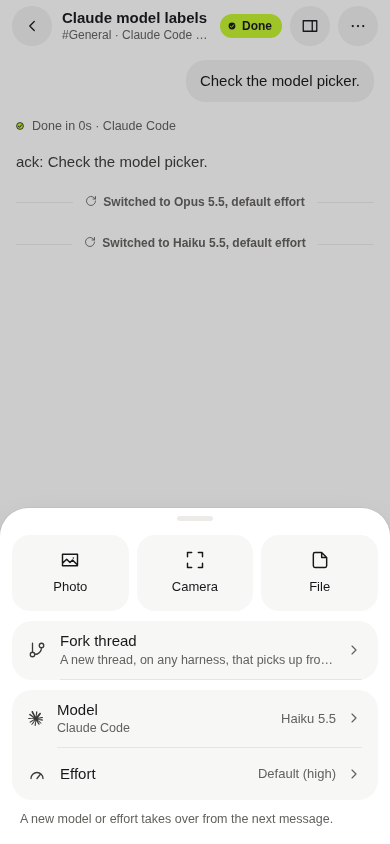 Claude model labels
#General · Claude Code …
Done
Check the model picker.
Done in 0s · Claude Code
ack: Check the model picker.
Switched to Opus 5.5, default effort
Switched to Haiku 5.5, default effort
Photo
Camera
File
Fork thread
A new thread, on any harness, that picks up fro…
Model
Claude Code
Haiku 5.5
Effort
Default (high)
A new model or effort takes over from the next message.